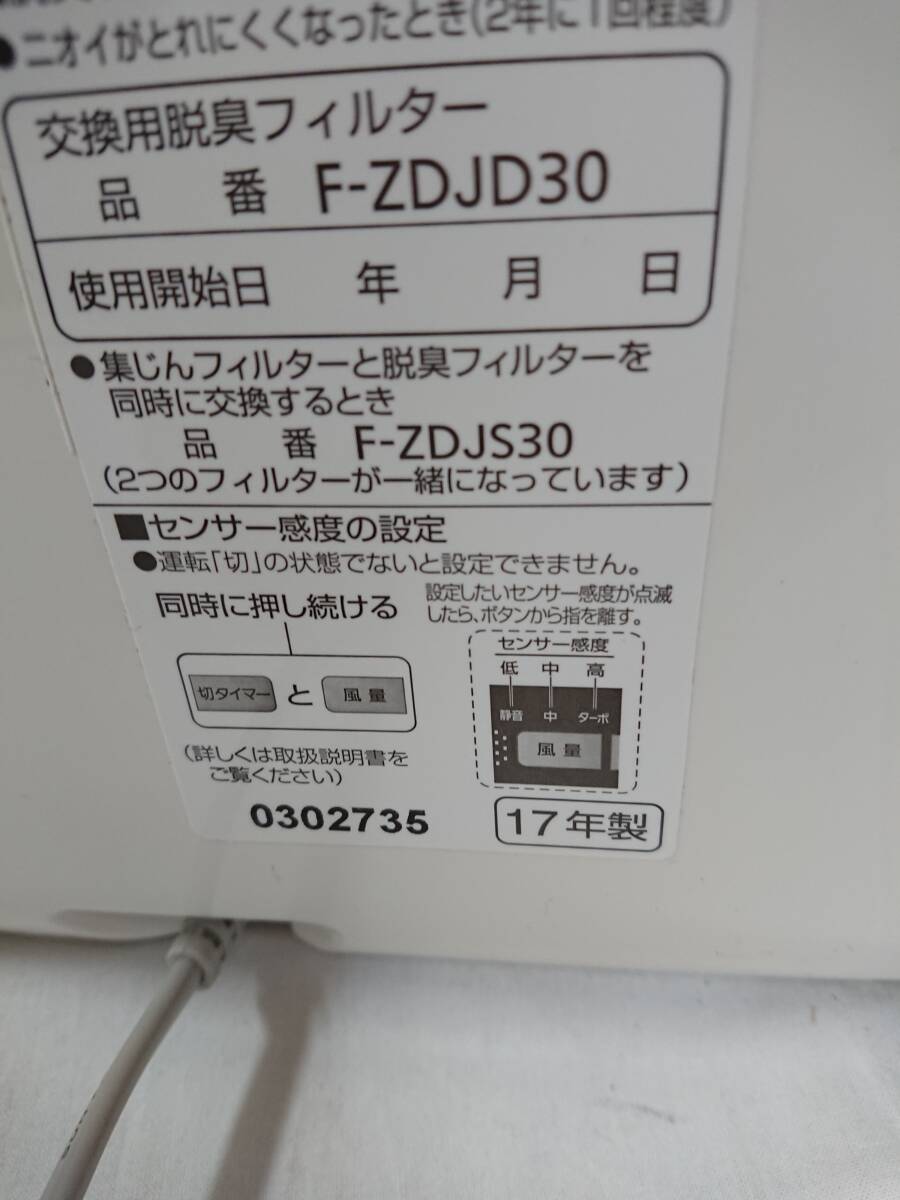 ●ニオイがとれにくくなったとき(2年に1回程度)
交換用脱臭フィルター
品 番 F-ZDJD30
使用開始日 年 月 日
●集じんフィルターと脱臭フィルターを
同時に交換するとき
品 番 F-ZDJS30
(2つのフィルターが一緒になっています)
■センサー感度の設定
●運転「切」の状態でないと設定できません。
同時に押し続ける
設定したいセンサー感度が点滅
したら、ボタンから指を離す。
切タイマー と 風量
センサー感度
低 中 高
静音 中 ターボ
風量
(詳しくは取扱説明書を
ご覧ください)
0302735
17年製